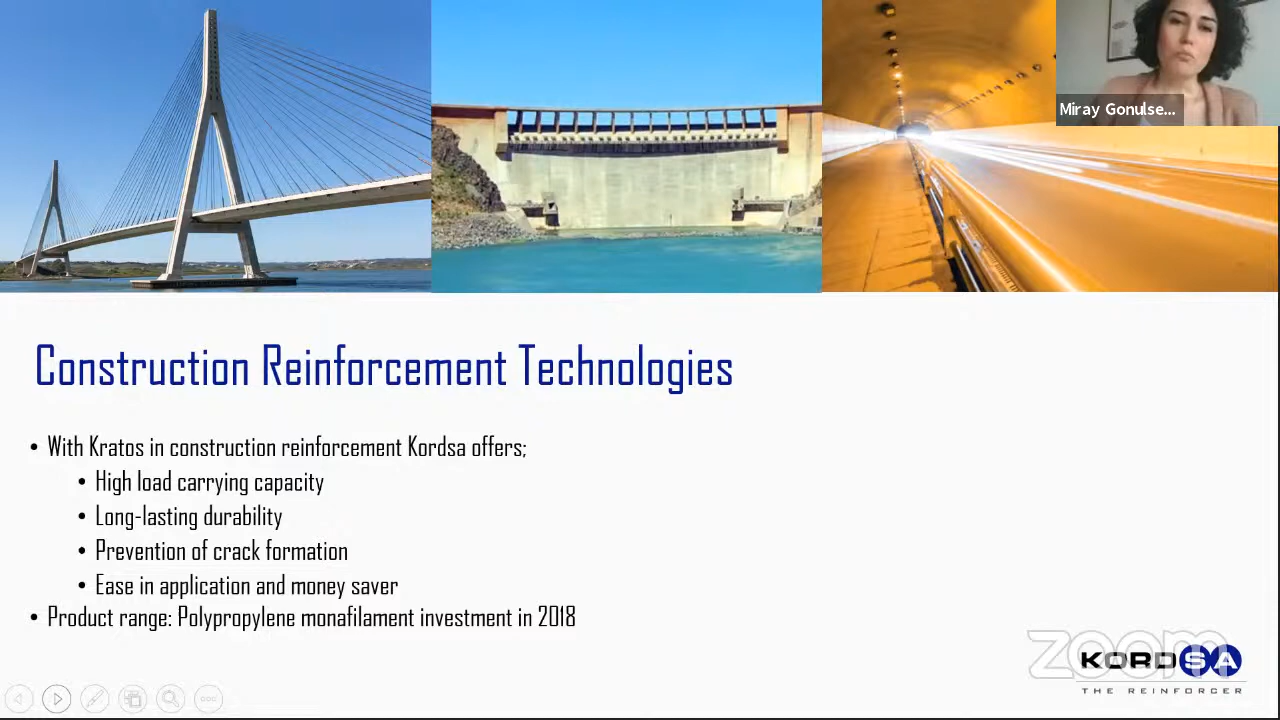 Miray Gonulse...
Construction Reinforcement Technologies
• With Kratos in construction reinforcement Kordsa offers;
• High load carrying capacity
• Long-lasting durability
• Prevention of crack formation
• Ease in application and money saver
• Product range: Polypropylene monafilament investment in 2018
zoom
KORDSA
THE REINFORCER